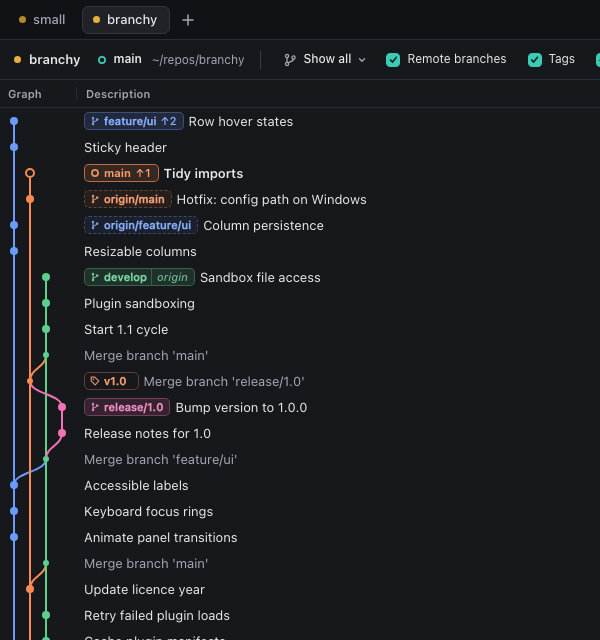 small branchy +
branchy main ~/repos/branchy Show all Remote branches Tags
Graph Description
feature/ui ↑2 Row hover states
Sticky header
main ↑1 Tidy imports
origin/main Hotfix: config path on Windows
origin/feature/ui Column persistence
Resizable columns
develop origin Sandbox file access
Plugin sandboxing
Start 1.1 cycle
Merge branch 'main'
v1.0 Merge branch 'release/1.0'
release/1.0 Bump version to 1.0.0
Release notes for 1.0
Merge branch 'feature/ui'
Accessible labels
Keyboard focus rings
Animate panel transitions
Merge branch 'main'
Update licence year
Retry failed plugin loads